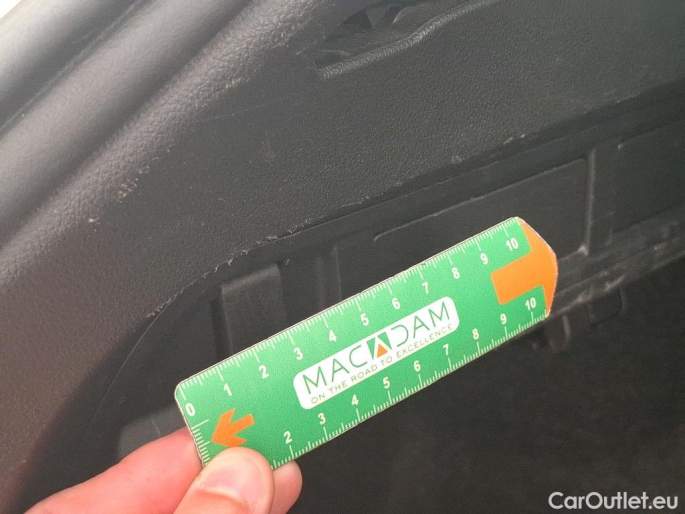 0 1 2 3 4 5 6 7 8 9 10
MACADAM
ON THE ROAD TO EXCELLENCE
2 3 4 5 6 7 8 9 10
CarOutlet.eu